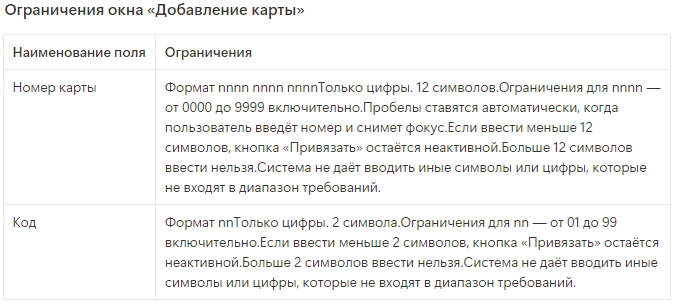 Ограничения окна «Добавление карты»
Наименование поля
Ограничения
Номер карты
Формат nnnn nnnn nnnnТолько цифры. 12 символов.Ограничения для nnnn —
от 0000 до 9999 включительно.Пробелы ставятся автоматически, когда
пользователь введёт номер и снимет фокус.Если ввести меньше 12
символов, кнопка «Привязать» остаётся неактивной.Больше 12 символов
ввести нельзя.Система не даёт вводить иные символы или цифры, которые
не входят в диапазон требований.
Код
Формат nnТолько цифры. 2 символа.Ограничения для nn — от 01 до 99
включительно.Если ввести меньше 2 символов, кнопка «Привязать» остаётся
неактивной.Больше 2 символов ввести нельзя.Система не даёт вводить иные
символы или цифры, которые не входят в диапазон требований.